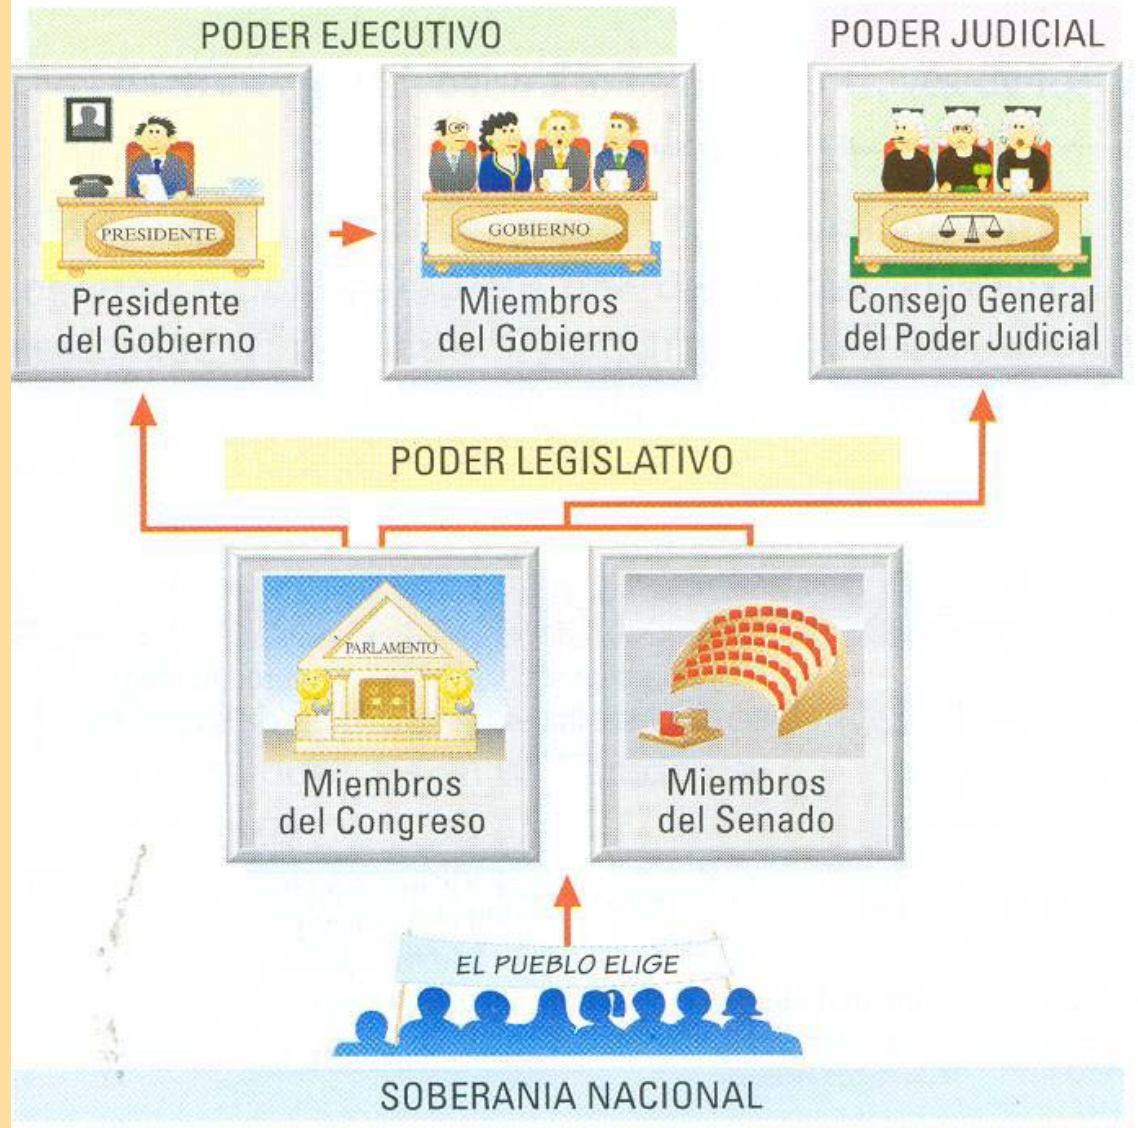 PODER EJECUTIVO
PODER JUDICIAL
PRESIDENTE
Presidente
del Gobierno
GOBIERNO
Miembros
del Gobierno
Consejo General
del Poder Judicial
PODER LEGISLATIVO
PARLAMENTO
Miembros
del Congreso
Miembros
del Senado
EL PUEBLO ELIGE
SOBERANIA NACIONAL